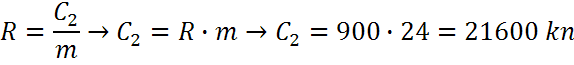 R = C₂/m → C₂ = R · m → C₂ = 900 · 24 = 21600 kn